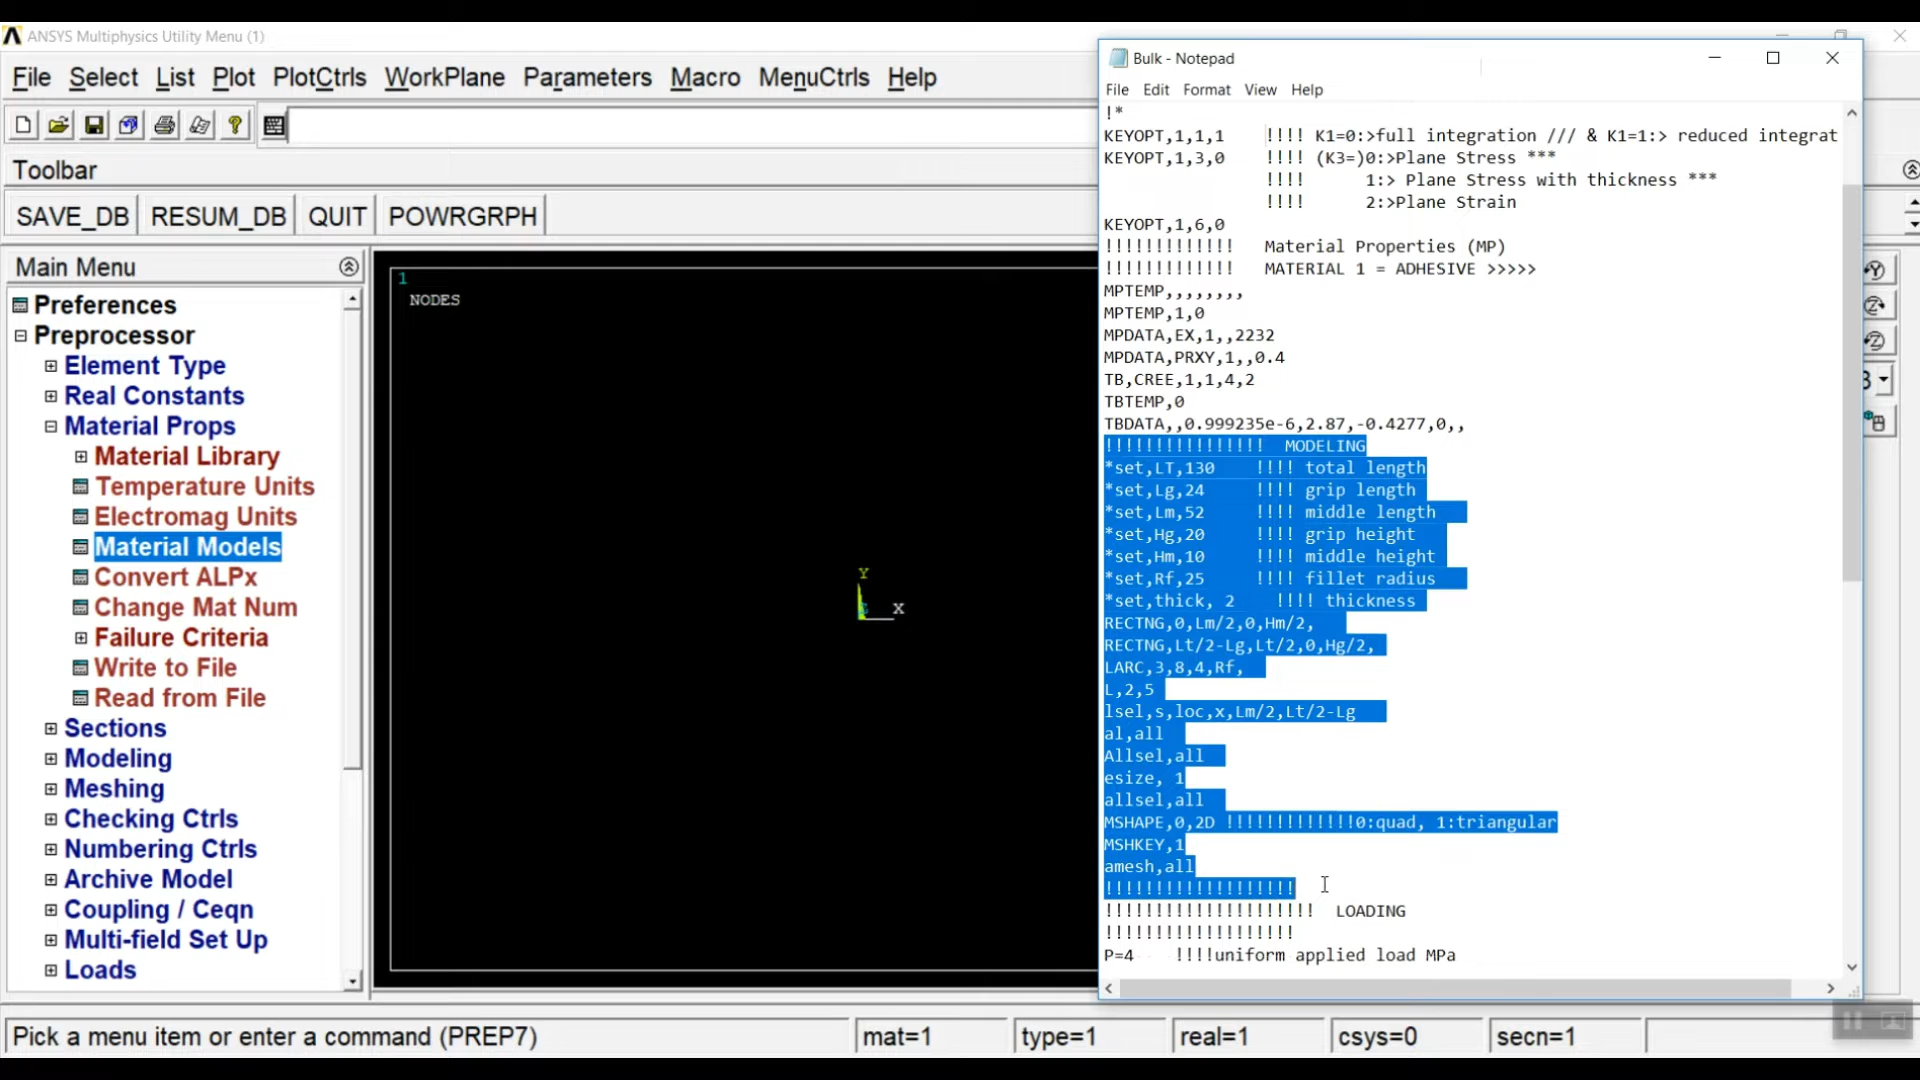 ANSYS Multiphysics Utility Menu (1)
File Select List Plot PlotCtrls WorkPlane Parameters Macro MenuCtrls Help
Toolbar
SAVE_DB RESUM_DB QUIT POWRGRPH
Main Menu
Preferences
Preprocessor
Element Type
Real Constants
Material Props
Material Library
Temperature Units
Electromag Units
Material Models
Convert ALPx
Change Mat Num
Failure Criteria
Write to File
Read from File
Sections
Modeling
Meshing
Checking Ctrls
Numbering Ctrls
Archive Model
Coupling / Ceqn
Multi-field Set Up
Loads
1
NODES
Y
X
Bulk - Notepad
File Edit Format View Help
!*
KEYOPT,1,1,1 !!!! K1=0:>full integration /// & K1=1:> reduced integrat
KEYOPT,1,3,0 !!!! (K3=)0:>Plane Stress ***
!!!! 1:> Plane Stress with thickness ***
!!!! 2:>Plane Strain
KEYOPT,1,6,0
!!!!!!!!!!!!! Material Properties (MP)
!!!!!!!!!!!!! MATERIAL 1 = ADHESIVE >>>>>
MPTEMP,,,,,,,,
MPTEMP,1,0
MPDATA,EX,1,,2232
MPDATA,PRXY,1,,0.4
TB,CREE,1,1,4,2
TBTEMP,0
TBDATA,,0.999235e-6,2.87,-0.4277,0,,
!!!!!!!!!!!!!!!! MODELING
*set,LT,130 !!!! total length
*set,Lg,24 !!!! grip length
*set,Lm,52 !!!! middle length
*set,Hg,20 !!!! grip height
*set,Hm,10 !!!! middle height
*set,Rf,25 !!!! fillet radius
*set,thick, 2 !!!! thickness
RECTNG,0,Lm/2,0,Hm/2,
RECTNG,Lt/2-Lg,Lt/2,0,Hg/2,
LARC,3,8,4,Rf,
L,2,5
lsel,s,loc,x,Lm/2,Lt/2-Lg
al,all
Allsel,all
esize, 1
allsel,all
MSHAPE,0,2D !!!!!!!!!!!!!0:quad, 1:triangular
MSHKEY,1
amesh,all
!!!!!!!!!!!!!!!!!!!
!!!!!!!!!!!!!!!!!!!!! LOADING
!!!!!!!!!!!!!!!!!!!
P=4 !!!!uniform applied load MPa
Pick a menu item or enter a command (PREP7) mat=1 type=1 real=1 csys=0 secn=1